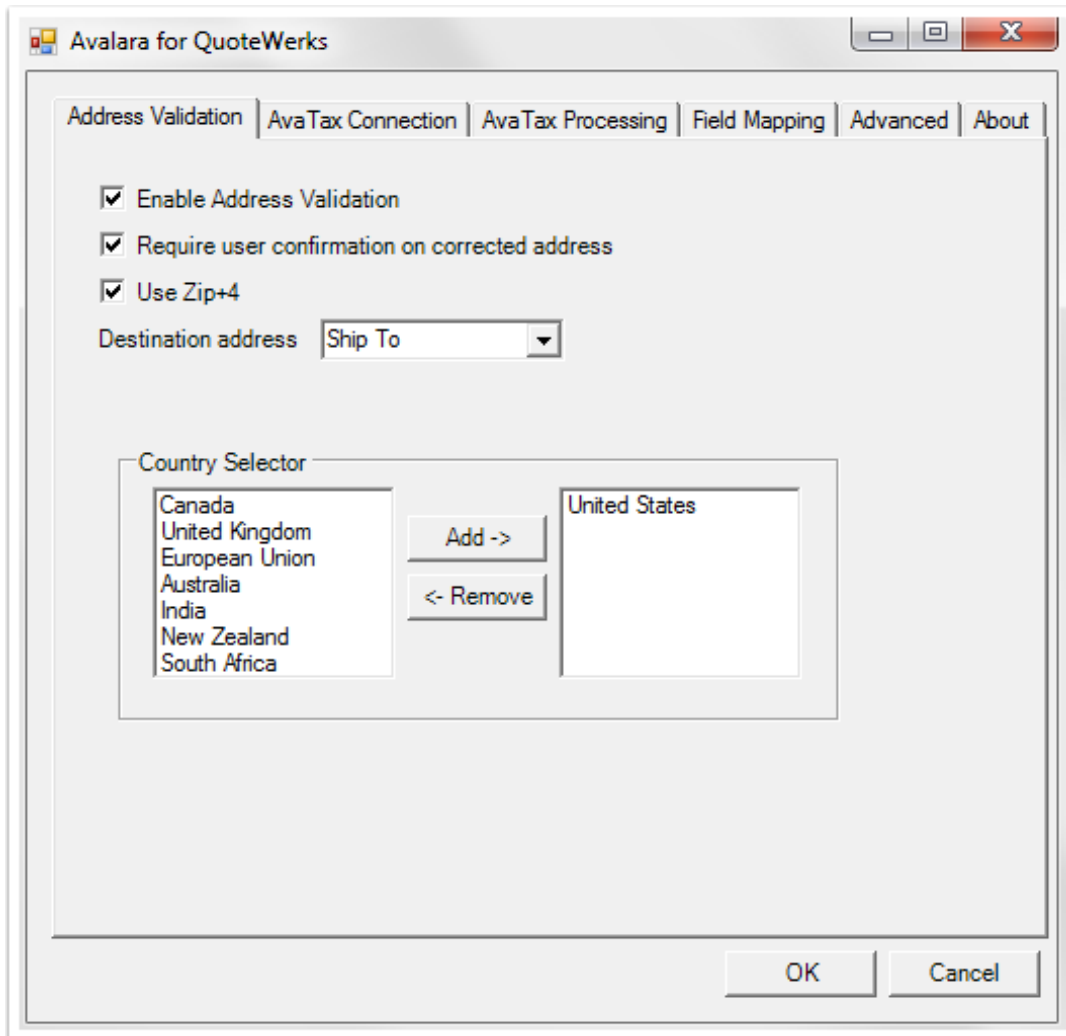 Avalara for QuoteWerks
Address Validation AvaTax Connection AvaTax Processing Field Mapping Advanced About
Enable Address Validation
Require user confirmation on corrected address
Use Zip+4
Destination address Ship To
Country Selector
Canada
United Kingdom
European Union
Australia
India
New Zealand
South Africa
Add ->
<- Remove
United States
OK Cancel